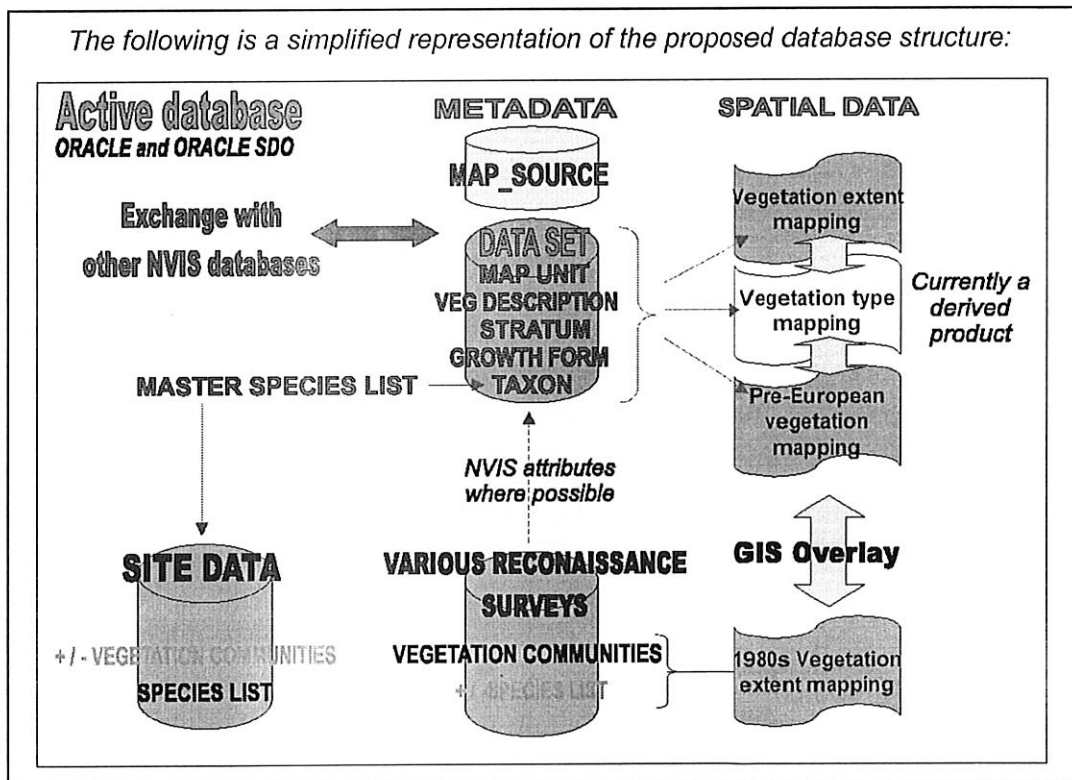 The following is a simplified representation of the proposed database structure:
Active database
ORACLE and ORACLE SDO
METADATA
SPATIAL DATA
MAP_SOURCE
Exchange with
other NVIS databases
DATA SET
MAP UNIT
VEG DESCRIPTION
STRATUM
GROWTH FORM
TAXON
MASTER SPECIES LIST
Vegetation extent
mapping
Vegetation type
mapping
Currently a
derived
product
Pre-European
vegetation
mapping
NVIS attributes
where possible
GIS Overlay
SITE DATA
+ / - VEGETATION COMMUNITIES
SPECIES LIST
VARIOUS RECONAISSANCE
SURVEYS
VEGETATION COMMUNITIES
+ / - SPECIES LIST
1980s Vegetation
extent mapping